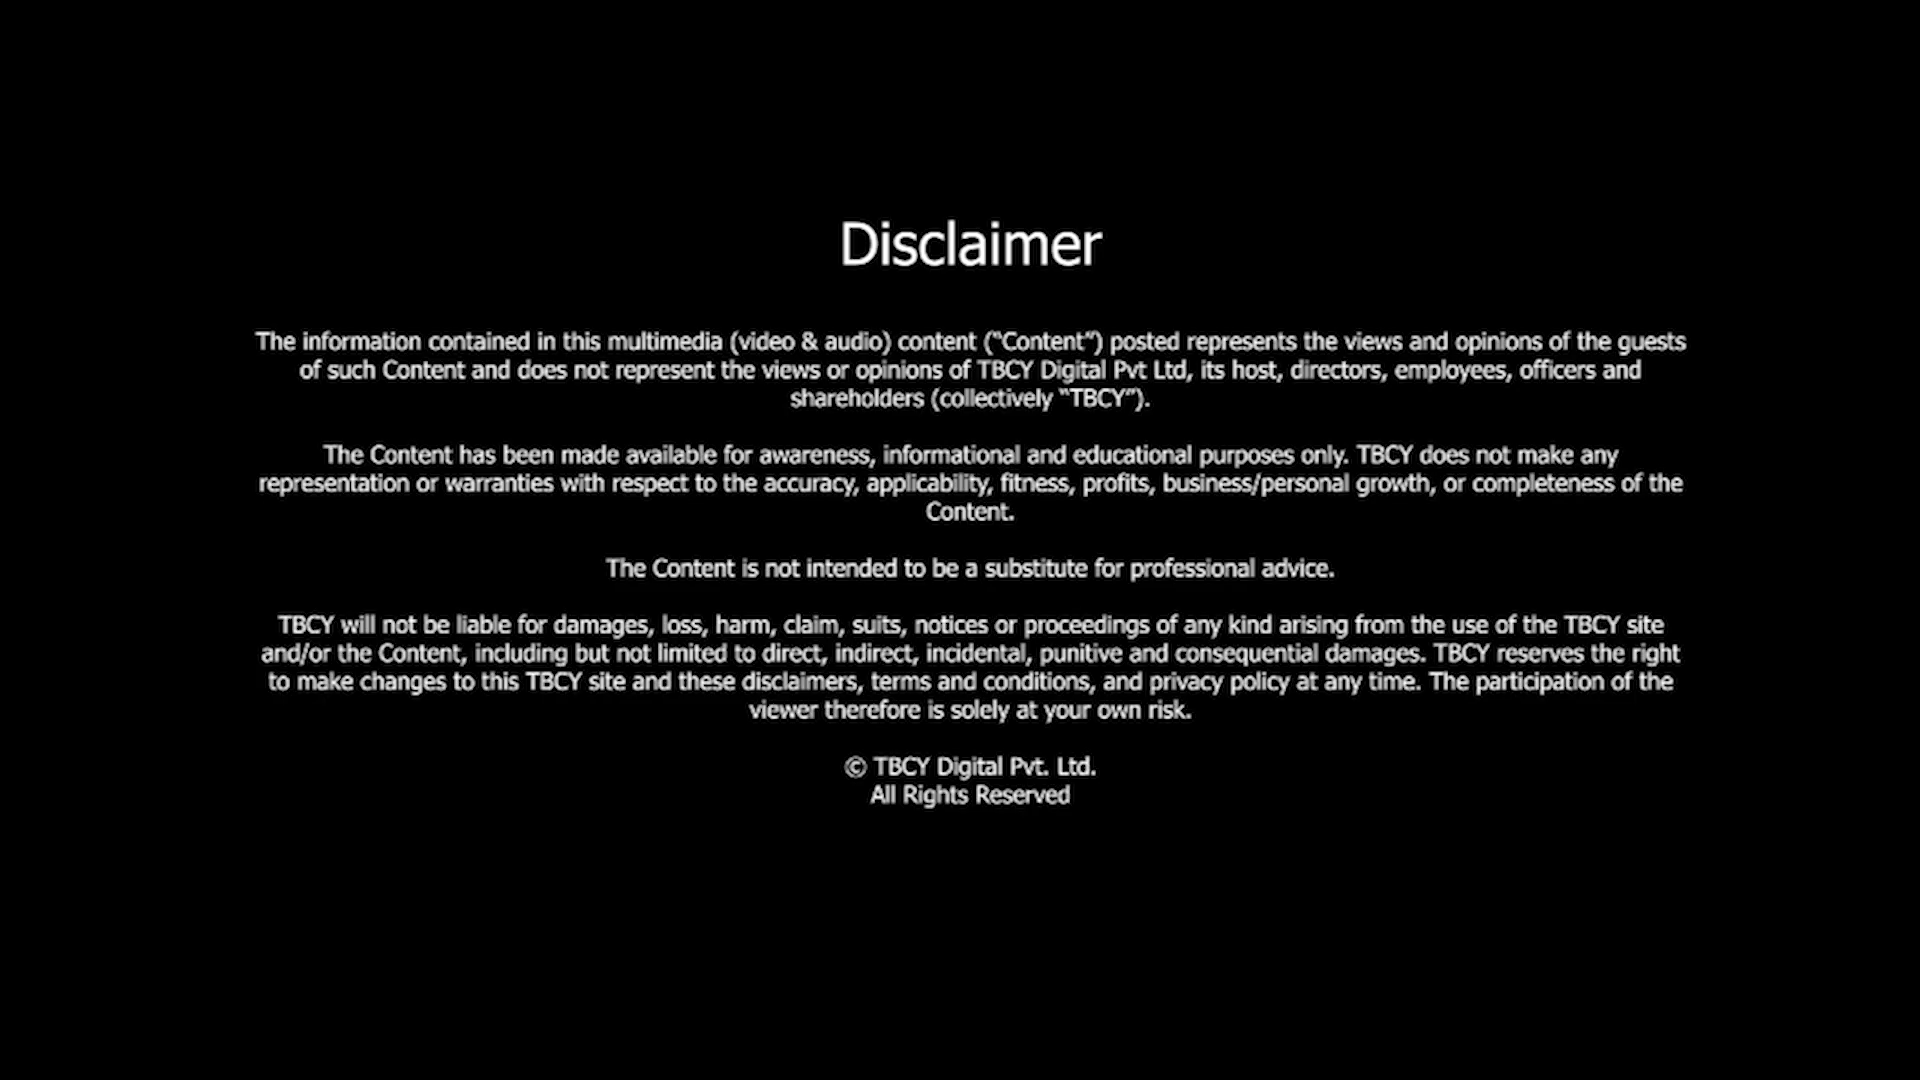 Disclaimer
The information contained in this multimedia (video & audio) content (“Content”) posted represents the views and opinions of the guests
of such Content and does not represent the views or opinions of TBCY Digital Pvt Ltd, its host, directors, employees, officers and
shareholders (collectively “TBCY”).
The Content has been made available for awareness, informational and educational purposes only. TBCY does not make any
representation or warranties with respect to the accuracy, applicability, fitness, profits, business/personal growth, or completeness of the
Content.
The Content is not intended to be a substitute for professional advice.
TBCY will not be liable for damages, loss, harm, claim, suits, notices or proceedings of any kind arising from the use of the TBCY site
and/or the Content, including but not limited to direct, indirect, incidental, punitive and consequential damages. TBCY reserves the right
to make changes to this TBCY site and these disclaimers, terms and conditions, and privacy policy at any time. The participation of the
viewer therefore is solely at your own risk.
© TBCY Digital Pvt. Ltd.
All Rights Reserved